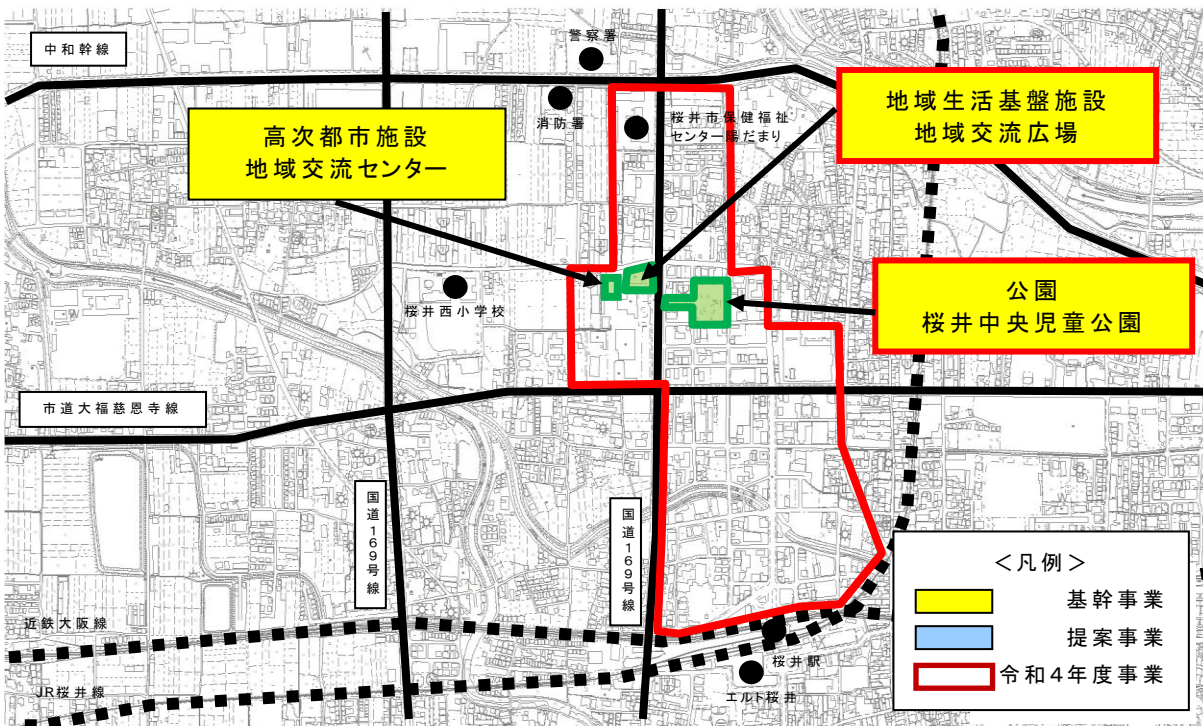 中和幹線
警察署
消防署
桜井市保健福祉
センター陽だまり
高次都市施設
地域交流センター
地域生活基盤施設
地域交流広場
桜井西小学校
公園
桜井中央児童公園
市道大福慈恩寺線
国道169号線
国道169号線
近鉄大阪線
JR桜井線
桜井駅
エルト桜井
<凡例>
基幹事業
提案事業
令和4年度事業